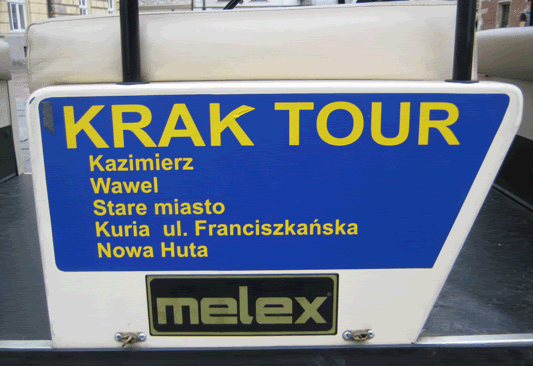 KRAK TOUR
Kazimierz
Wawel
Stare miasto
Kuria ul. Franciszkańska
Nowa Huta
melex